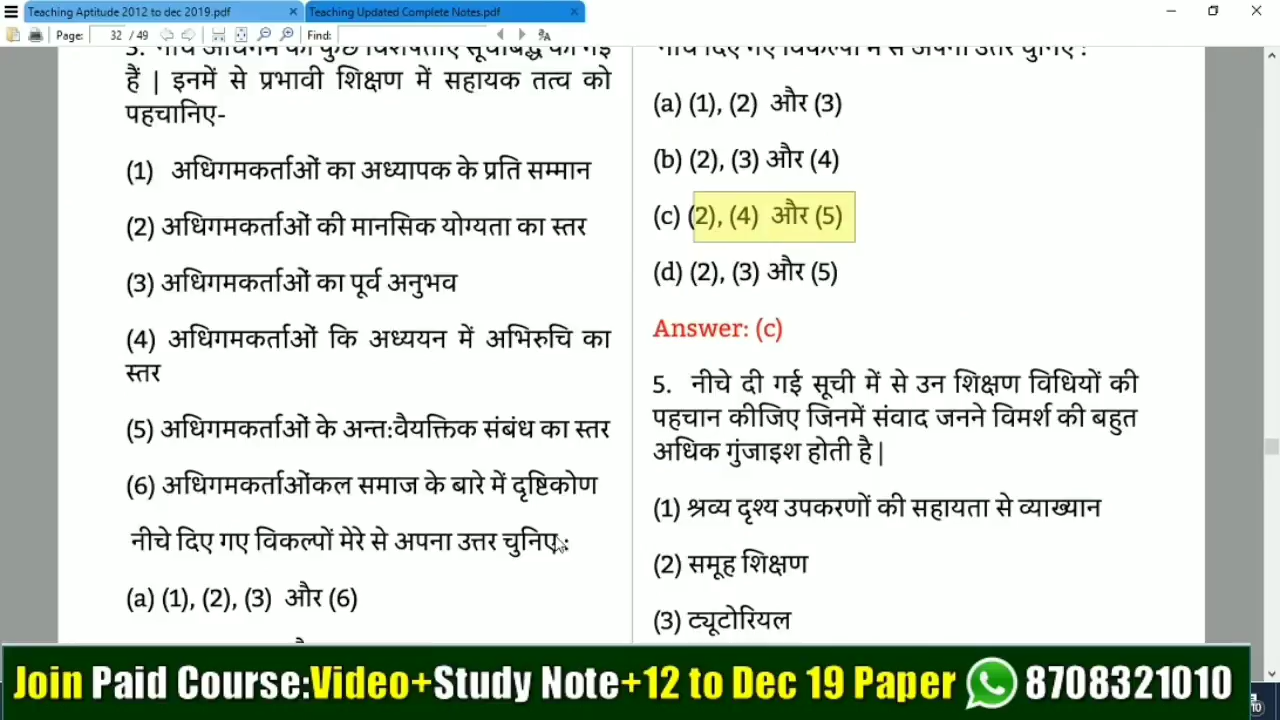 Teaching Aptitude 2012 to dec 2019.pdf
Teaching Updated Complete Notes.pdf
Page: 32 / 49 Find:
हैं | इनमें से प्रभावी शिक्षण में सहायक तत्व को
पहचानिए-
(1) अधिगमकर्ताओं का अध्यापक के प्रति सम्मान
(2) अधिगमकर्ताओं की मानसिक योग्यता का स्तर
(3) अधिगमकर्ताओं का पूर्व अनुभव
(4) अधिगमकर्ताओं कि अध्ययन में अभिरुचि का
स्तर
(5) अधिगमकर्ताओं के अन्त:वैयक्तिक संबंध का स्तर
(6) अधिगमकर्ताओंकल समाज के बारे में दृष्टिकोण
नीचे दिए गए विकल्पों मेरे से अपना उत्तर चुनिए :
(a) (1), (2), (3) और (6)
नीचे दिए गए विकल्पों में से अपना उत्तर चुनिए :
(a) (1), (2) और (3)
(b) (2), (3) और (4)
(c) (2), (4) और (5)
(d) (2), (3) और (5)
Answer: (c)
5. नीचे दी गई सूची में से उन शिक्षण विधियों की
पहचान कीजिए जिनमें संवाद जनने विमर्श की बहुत
अधिक गुंजाइश होती है |
(1) श्रव्य दृश्य उपकरणों की सहायता से व्याख्यान
(2) समूह शिक्षण
(3) ट्यूटोरियल
Join Paid Course:Video+Study Note+12 to Dec 19 Paper 8708321010